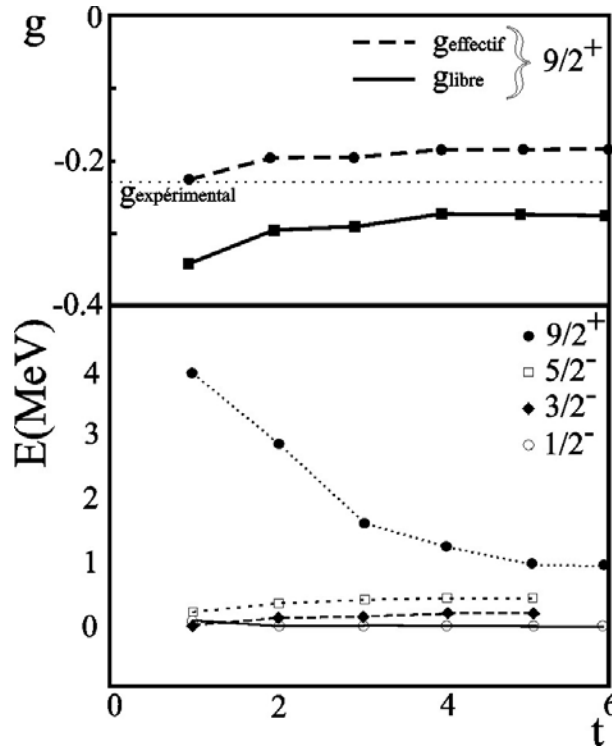 g
0
-0.2
-0.4
geffectif
glibre
9/2+
gexpérimental
E(MeV)
4
3
2
1
0
9/2+
5/2-
3/2-
1/2-
0
2
4
6
t